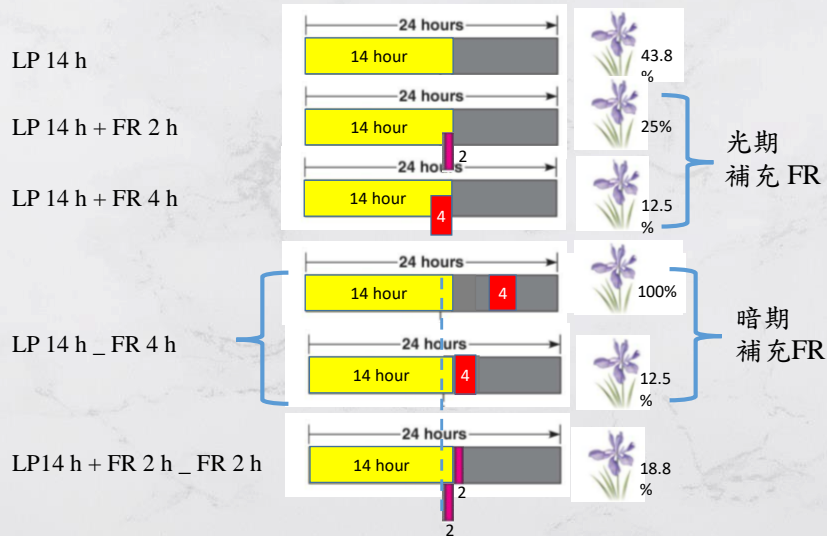 24 hours
LP 14 h
14 hour
43.8
%
24 hours
LP 14 h + FR 2 h
14 hour
2
25%
24 hours
LP 14 h + FR 4 h
14 hour
4
12.5
%
光期
補充 FR
24 hours
14 hour
4
100%
LP 14 h _ FR 4 h
24 hours
14 hour
4
12.5
%
暗期
補充FR
24 hours
LP14 h + FR 2 h _ FR 2 h
14 hour
2
2
18.8
%